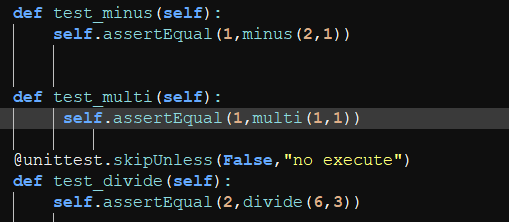 def test_minus(self):
self.assertEqual(1,minus(2,1))
def test_multi(self):
self.assertEqual(1,multi(1,1))
@unittest.skipUnless(False,"no execute")
def test_divide(self):
self.assertEqual(2,divide(6,3))